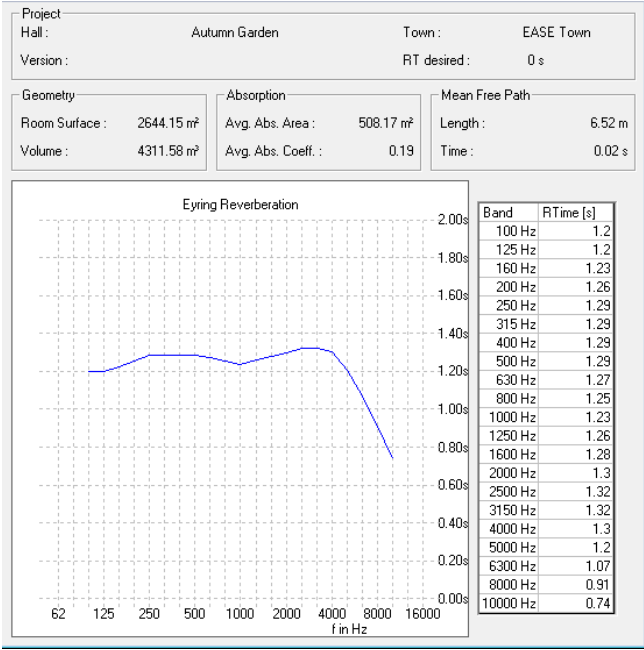 Project
Hall : Autumn Garden Town : EASE Town
Version : RT desired : 0 s
Geometry Absorption Mean Free Path
Room Surface : 2644.15 m² Avg. Abs. Area : 508.17 m² Length : 6.52 m
Volume : 4311.58 m³ Avg. Abs. Coeff. : 0.19 Time : 0.02 s
Eyring Reverberation
2.00s
1.80s
1.60s
1.40s
1.20s
1.00s
0.80s
0.60s
0.40s
0.20s
0.00s
62 125 250 500 1000 2000 4000 8000 16000
f in Hz
Band RTime [s]
100 Hz 1.2
125 Hz 1.2
160 Hz 1.23
200 Hz 1.26
250 Hz 1.29
315 Hz 1.29
400 Hz 1.29
500 Hz 1.29
630 Hz 1.27
800 Hz 1.25
1000 Hz 1.23
1250 Hz 1.26
1600 Hz 1.28
2000 Hz 1.3
2500 Hz 1.32
3150 Hz 1.32
4000 Hz 1.3
5000 Hz 1.2
6300 Hz 1.07
8000 Hz 0.91
10000 Hz 0.74